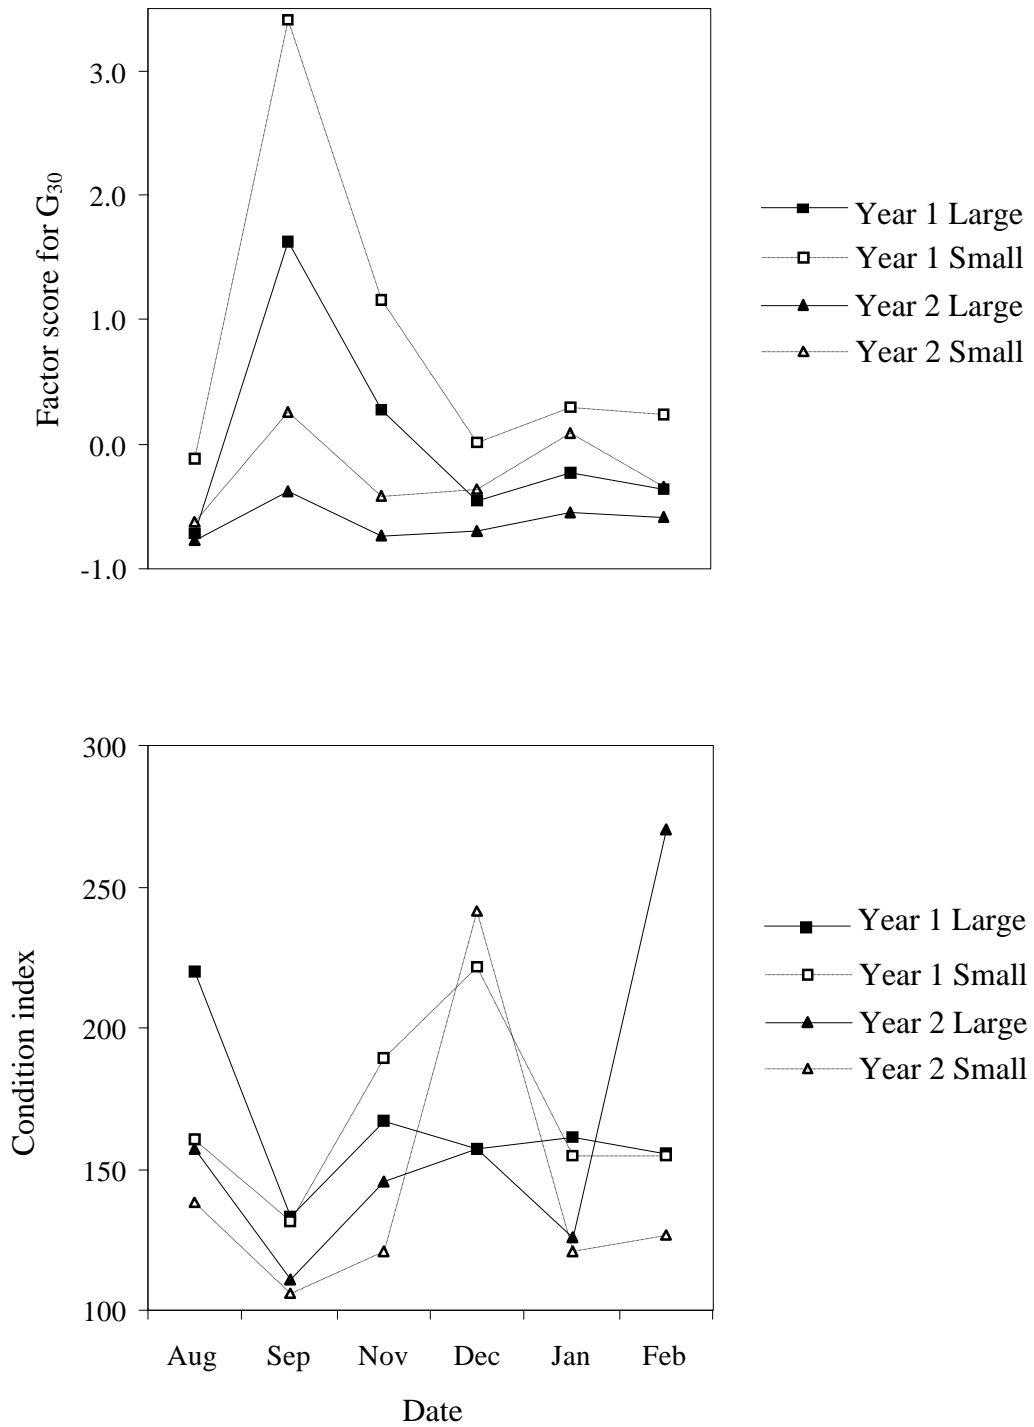 3.0
2.0
1.0
0.0
-1.0
Factor score for G₃₀
Year 1 Large
Year 1 Small
Year 2 Large
Year 2 Small
300
250
200
150
100
Condition index
Year 1 Large
Year 1 Small
Year 2 Large
Year 2 Small
Aug Sep Nov Dec Jan Feb
Date